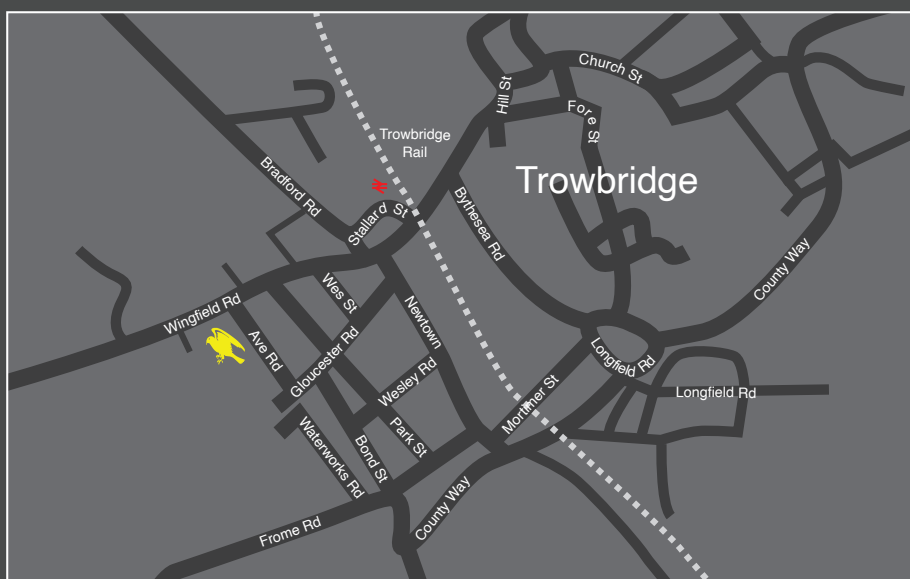 Church St
Hill St
Fore St
Trowbridge
Rail
Trowbridge
Bradford Rd
Stallard St
Bythesea Rd
County Way
Wes St
Wingfield Rd
Newtown
Ave Rd
Gloucester Rd
Longfield Rd
Wesley Rd
Longfield Rd
Mortimer St
Park St
Waterworks Rd
Bond St
County Way
Frome Rd